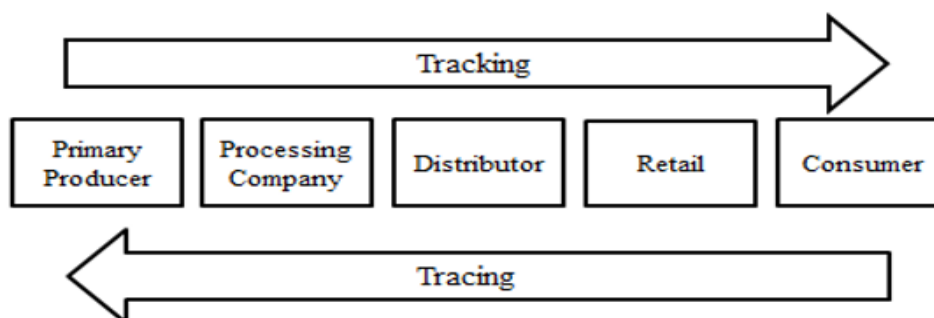 Tracking
Primary
Producer
Processing
Company
Distributor
Retail
Consumer
Tracing